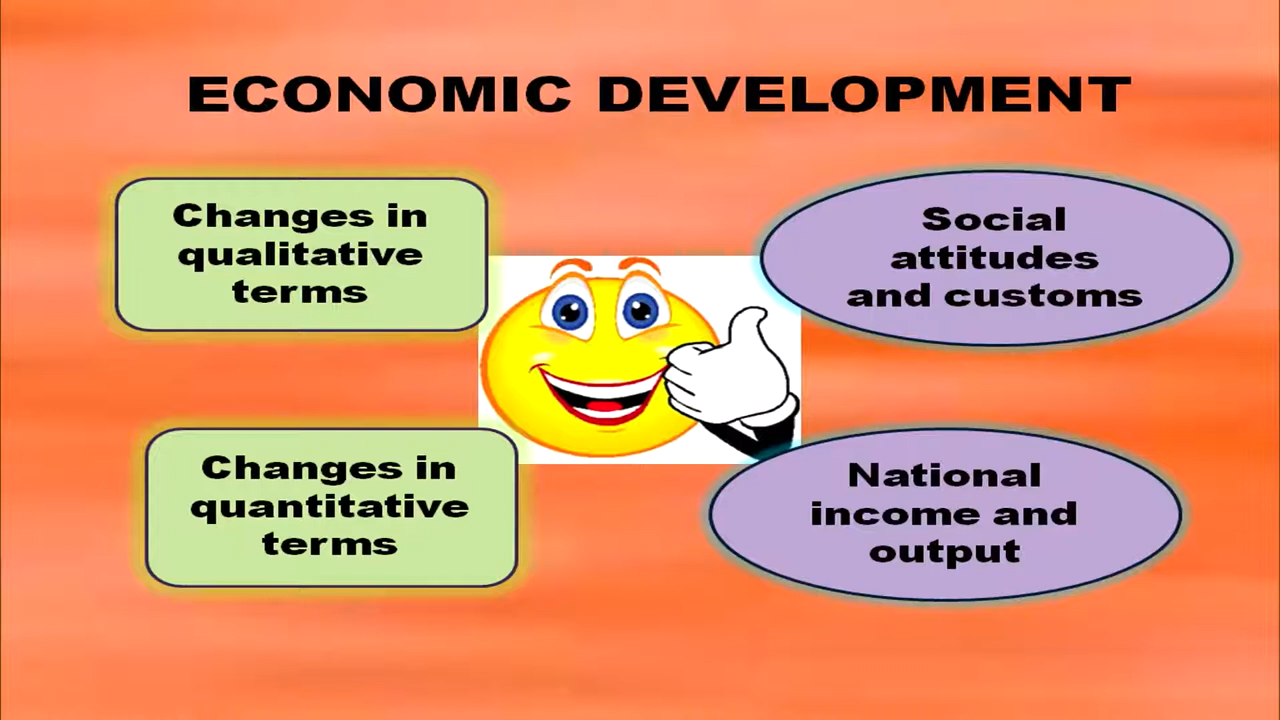 ECONOMIC DEVELOPMENT
Changes in
qualitative
terms
Social
attitudes
and customs
Changes in
quantitative
terms
National
income and
output